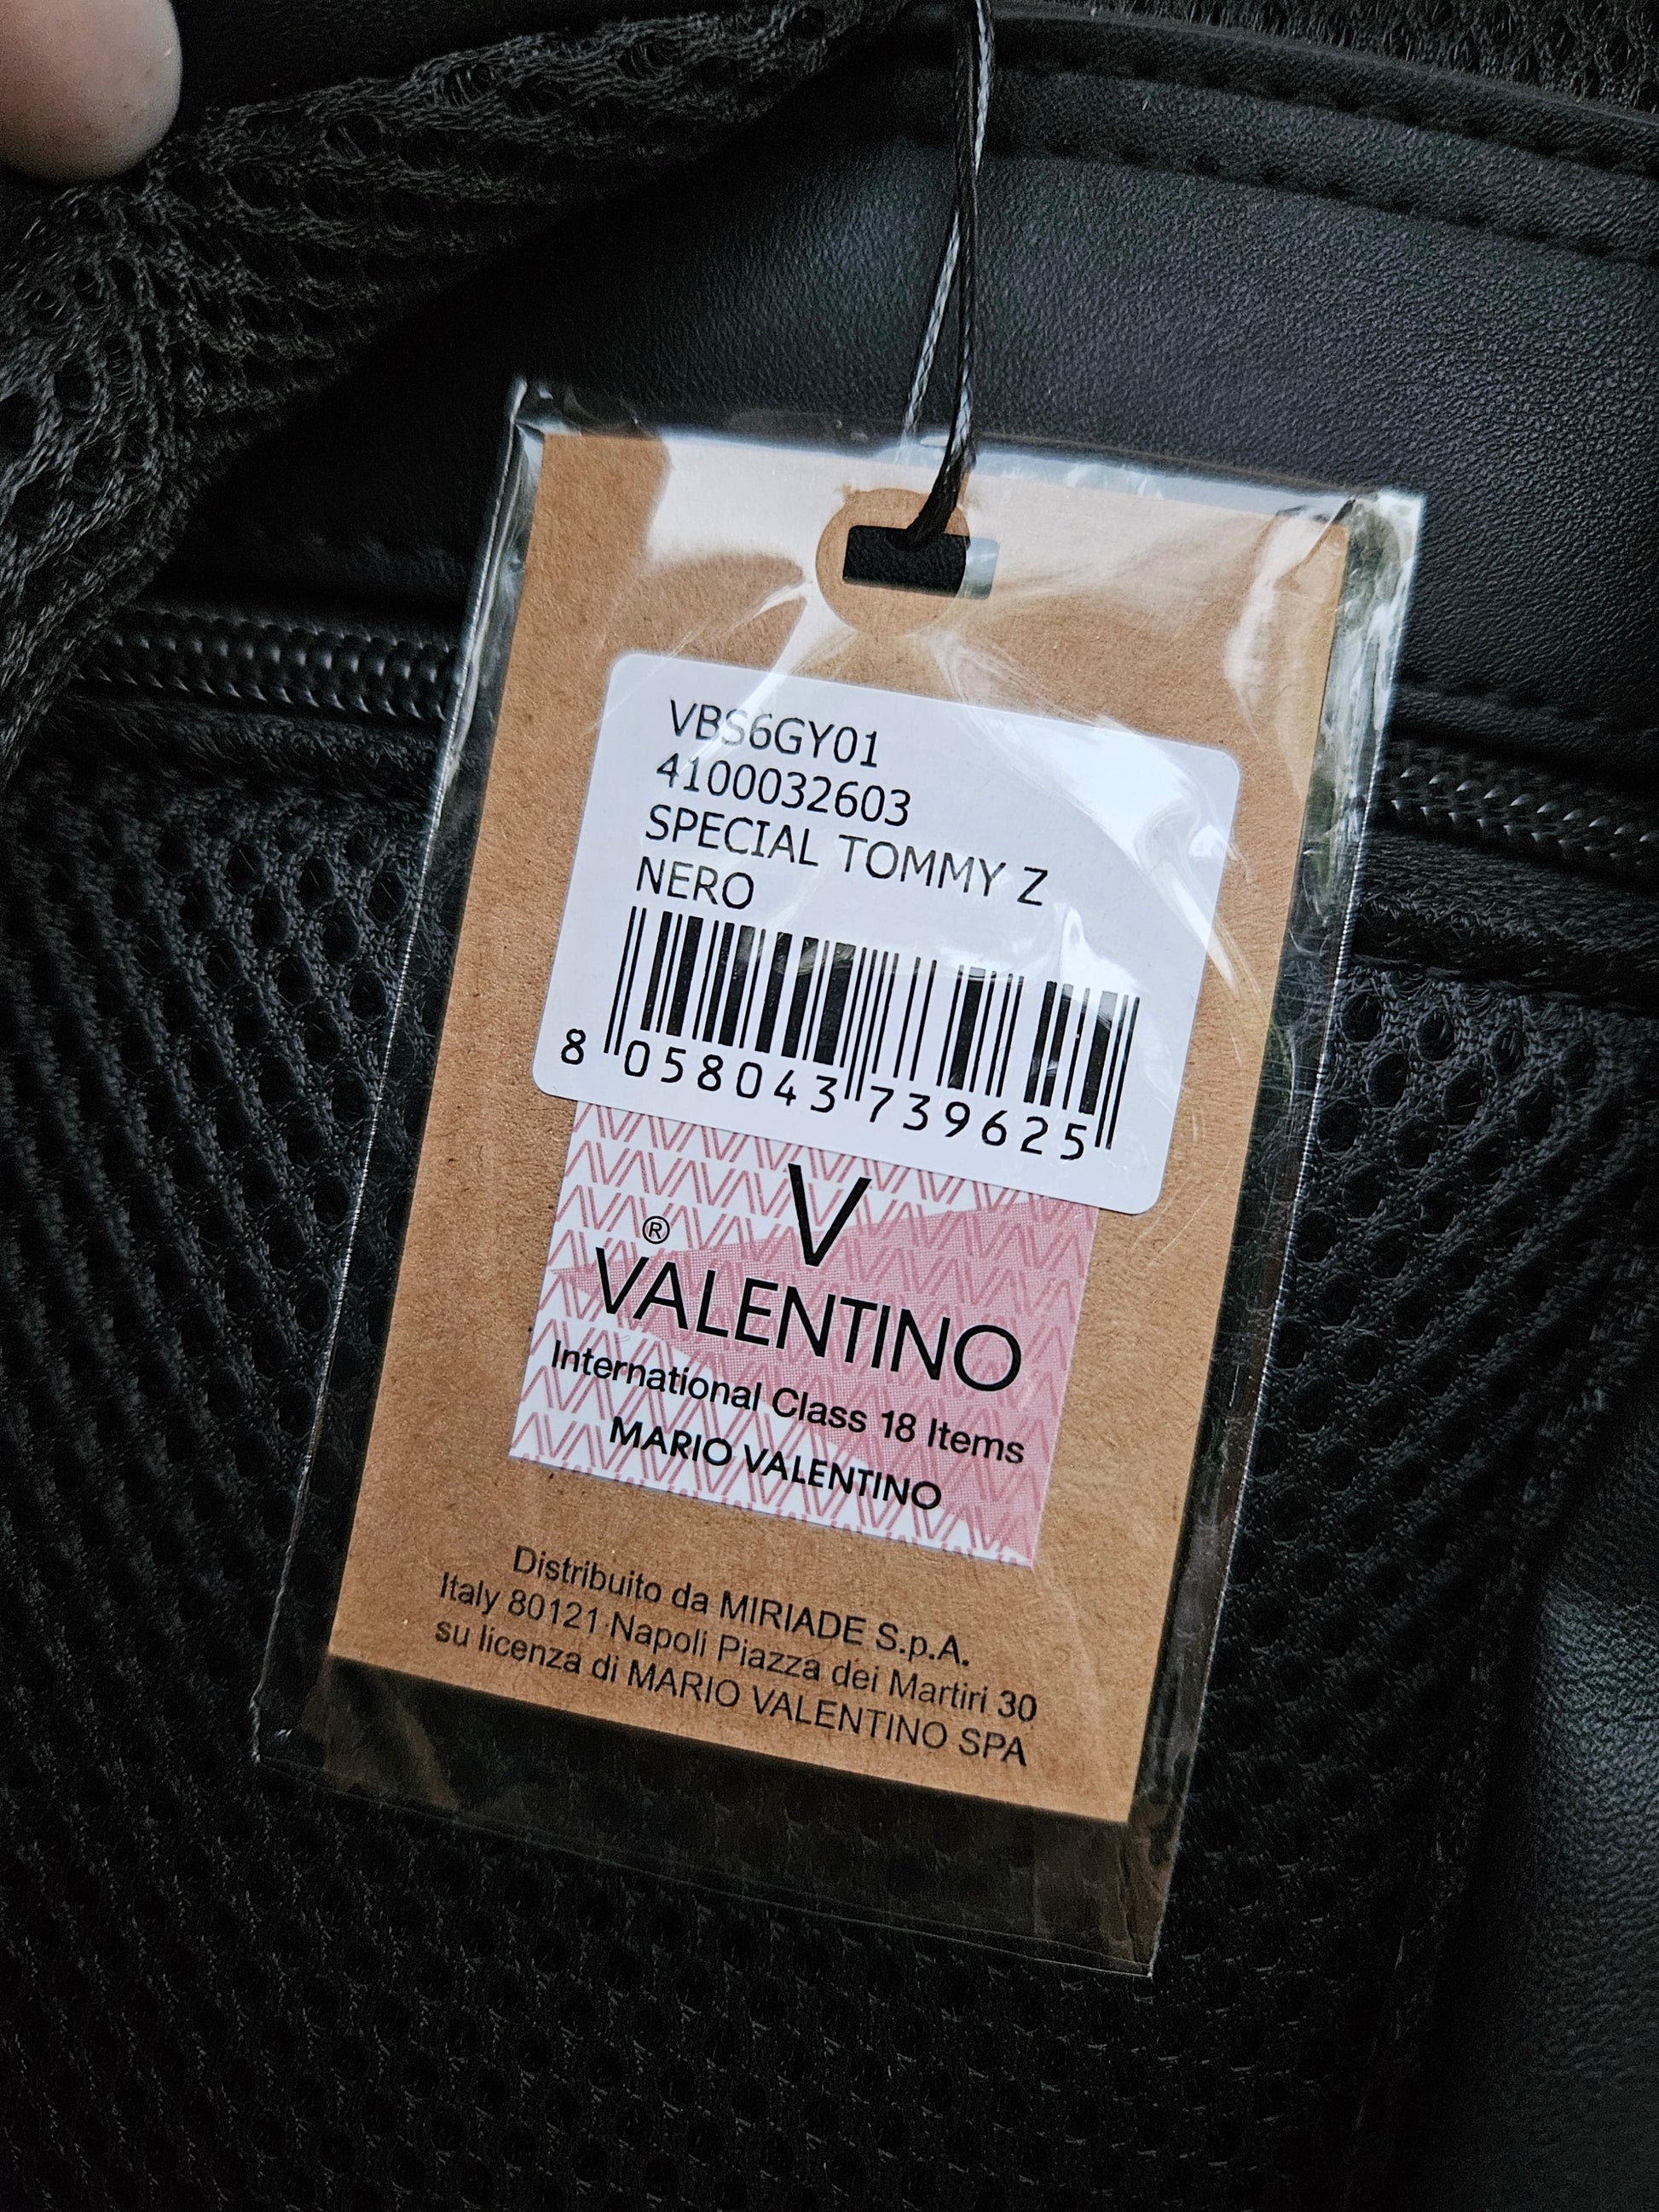 VBS6GY01
4100032603
SPECIAL TOMMY Z
NERO
8 058043 739625
V
®
VALENTINO
International Class 18 Items
MARIO VALENTINO
Distribuito da MIRIADE S.p.A.
Italy 80121 Napoli Piazza dei Martiri 30
su licenza di MARIO VALENTINO SPA